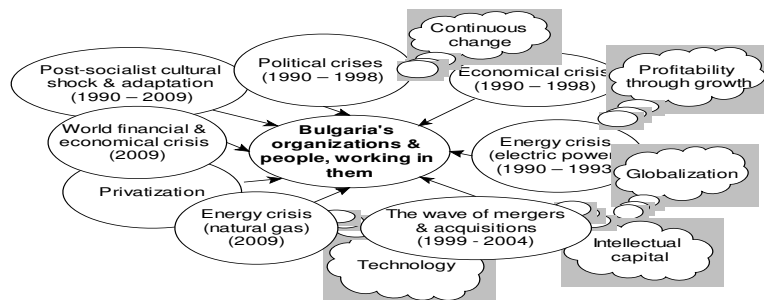 Continuous
change
Political crises
(1990 – 1998)
Post-socialist cultural
shock & adaptation
(1990 – 2009)
Economical crisis
(1990 – 1998)
Profitability
through growth
World financial &
economical crisis
(2009)
Bulgaria's
organizations &
people, working in
them
Energy crisis
(electric power
(1990 – 1993
Globalization
Privatization
Energy crisis
(natural gas)
(2009)
The wave of mergers
& acquisitions
(1999 - 2004)
Intellectual
capital
Technology